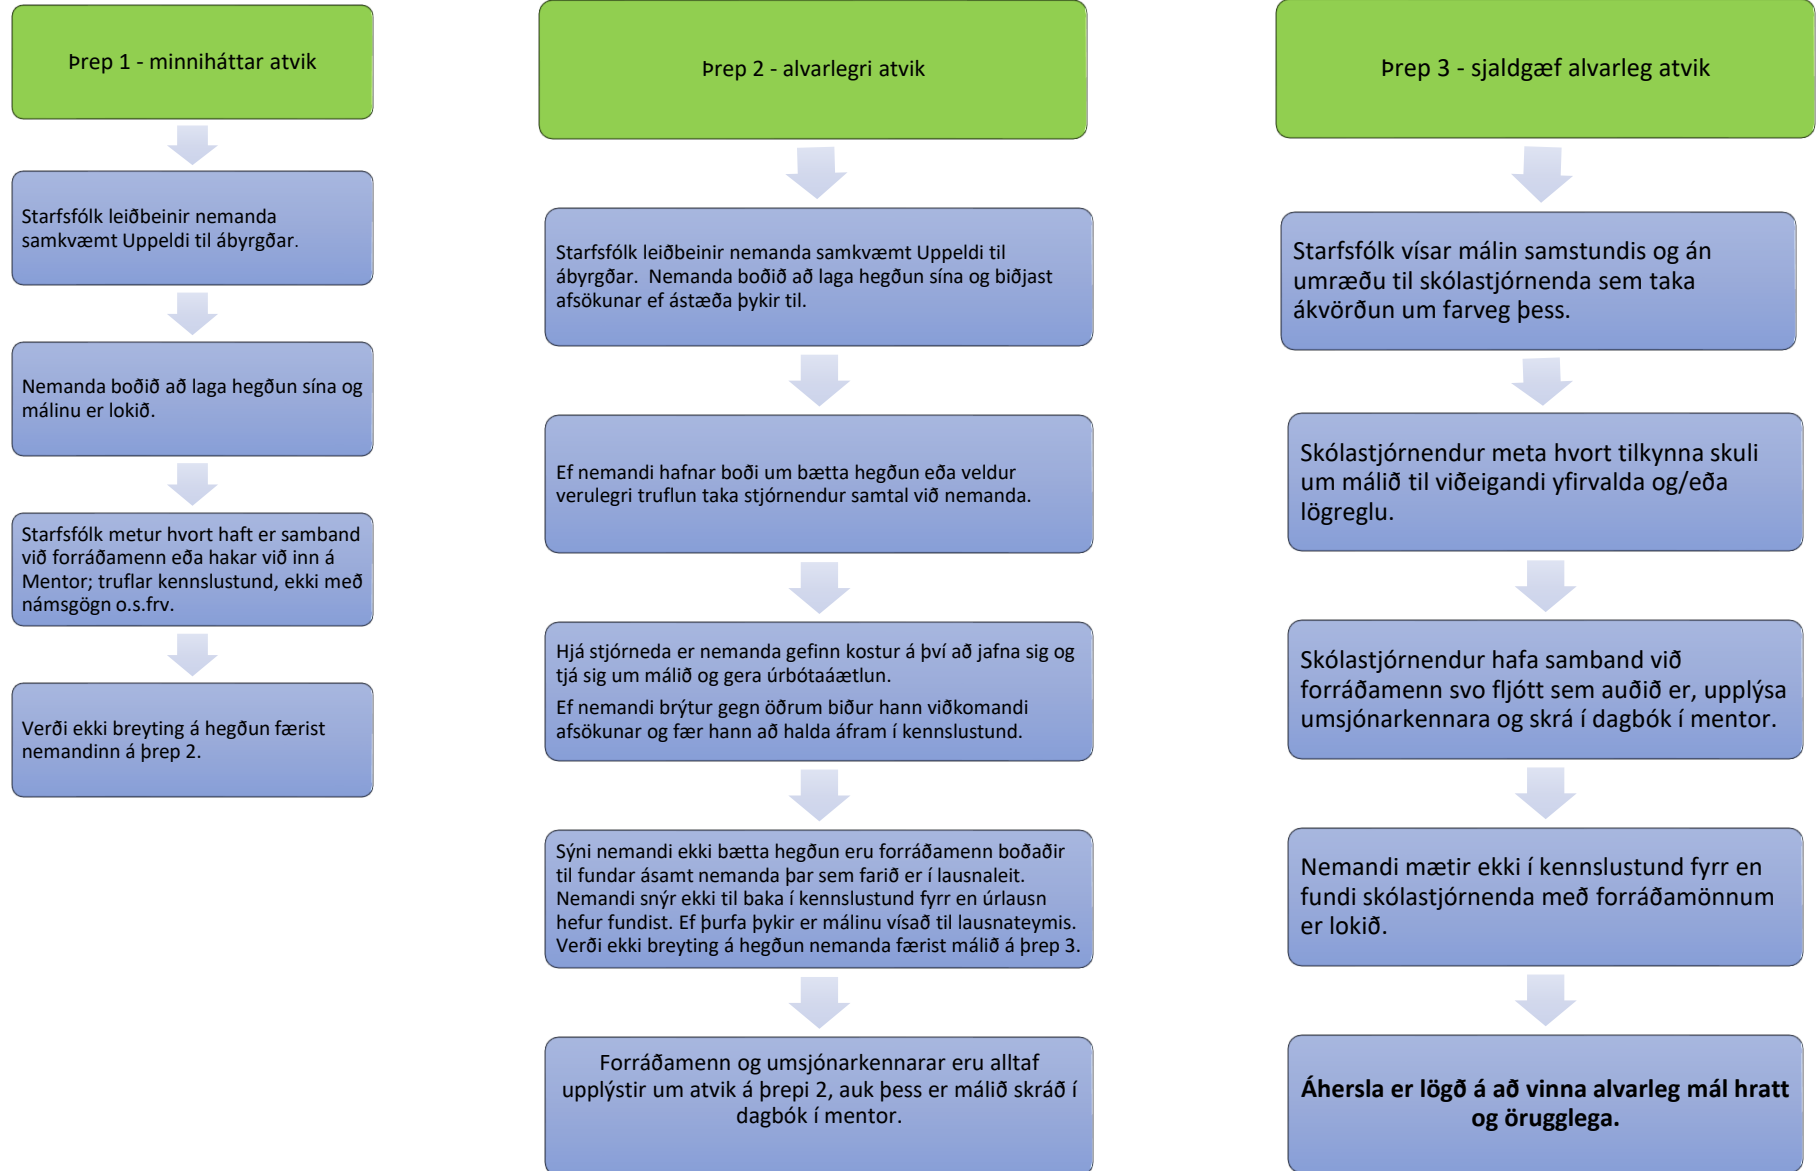 Þrep 1 - minniháttar atvik
Starfsfólk leiðbeinir nemanda
samkvæmt Uppeldi til ábyrgðar.
Nemanda boðið að laga hegðun sína og
málinu er lokið.
Starfsfólk metur hvort haft er samband
við forráðamenn eða hakar við inn á
Mentor; truflar kennslustund, ekki með
námsgögn o.s.frv.
Verði ekki breyting á hegðun færist
nemandinn á þrep 2.
Þrep 2 - alvarlegri atvik
Starfsfólk leiðbeinir nemanda samkvæmt Uppeldi til
ábyrgðar.  Nemanda boðið að laga hegðun sína og biðjast
afsökunar ef ástæða þykir til.
Ef nemandi hafnar boði um bætta hegðun eða veldur
verulegri truflun taka stjórnendur samtal við nemanda.
Hjá stjórneda er nemanda gefinn kostur á því að jafna sig og
tjá sig um málið og gera úrbótaáætlun.
Ef nemandi brýtur gegn öðrum biður hann viðkomandi
afsökunar og fær hann að halda áfram í kennslustund.
Sýni nemandi ekki bætta hegðun eru forráðamenn boðaðir
til fundar ásamt nemanda þar sem farið er í lausnaleit.
Nemandi snýr ekki til baka í kennslustund fyrr en úrlausn
hefur fundist. Ef þurfa þykir er málinu vísað til lausnateymis.
Verði ekki breyting á hegðun nemanda færist málið á þrep 3.
Forráðamenn og umsjónarkennarar eru alltaf
upplýstir um atvik á þrepi 2, auk þess er málið skráð í
dagbók í mentor.
Þrep 3 - sjaldgæf alvarleg atvik
Starfsfólk vísar málin samstundis og án
umræðu til skólastjórnenda sem taka
ákvörðun um farveg þess.
Skólastjórnendur meta hvort tilkynna skuli
um málið til viðeigandi yfirvalda og/eða
lögreglu.
Skólastjórnendur hafa samband við
forráðamenn svo fljótt sem auðið er, upplýsa
umsjónarkennara og skrá í dagbók í mentor.
Nemandi mætir ekki í kennslustund fyrr en
fundi skólastjórnenda með forráðamönnum
er lokið.
Áhersla er lögð á að vinna alvarleg mál hratt
og örugglega.